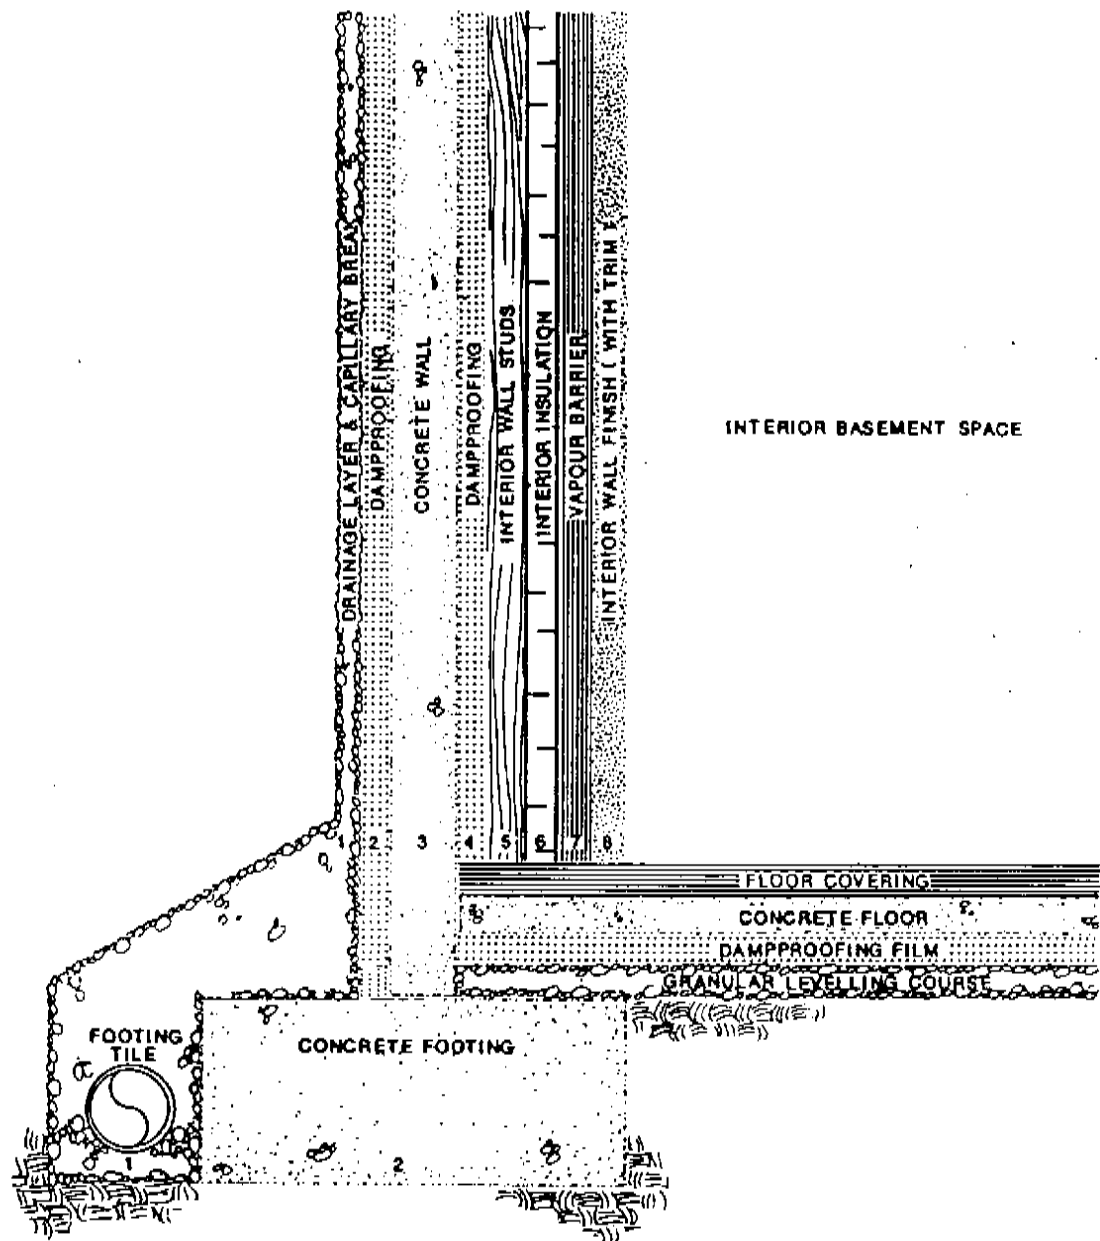 DRAINAGE LAYER & CAPILLARY BREAK
DAMPPROOFING
CONCRETE WALL
DAMPPROOFING
INTERIOR WALL STUDS
INTERIOR INSULATION
VAPOUR BARRIER
INTERIOR WALL FINISH ( WITH TRIM )
INTERIOR BASEMENT SPACE
1 2 3 4 5 6 7 8
FLOOR COVERING
CONCRETE FLOOR
DAMPPROOFING FILM
GRANULAR LEVELLING COURSE
FOOTING
TILE
1
CONCRETE FOOTING
2